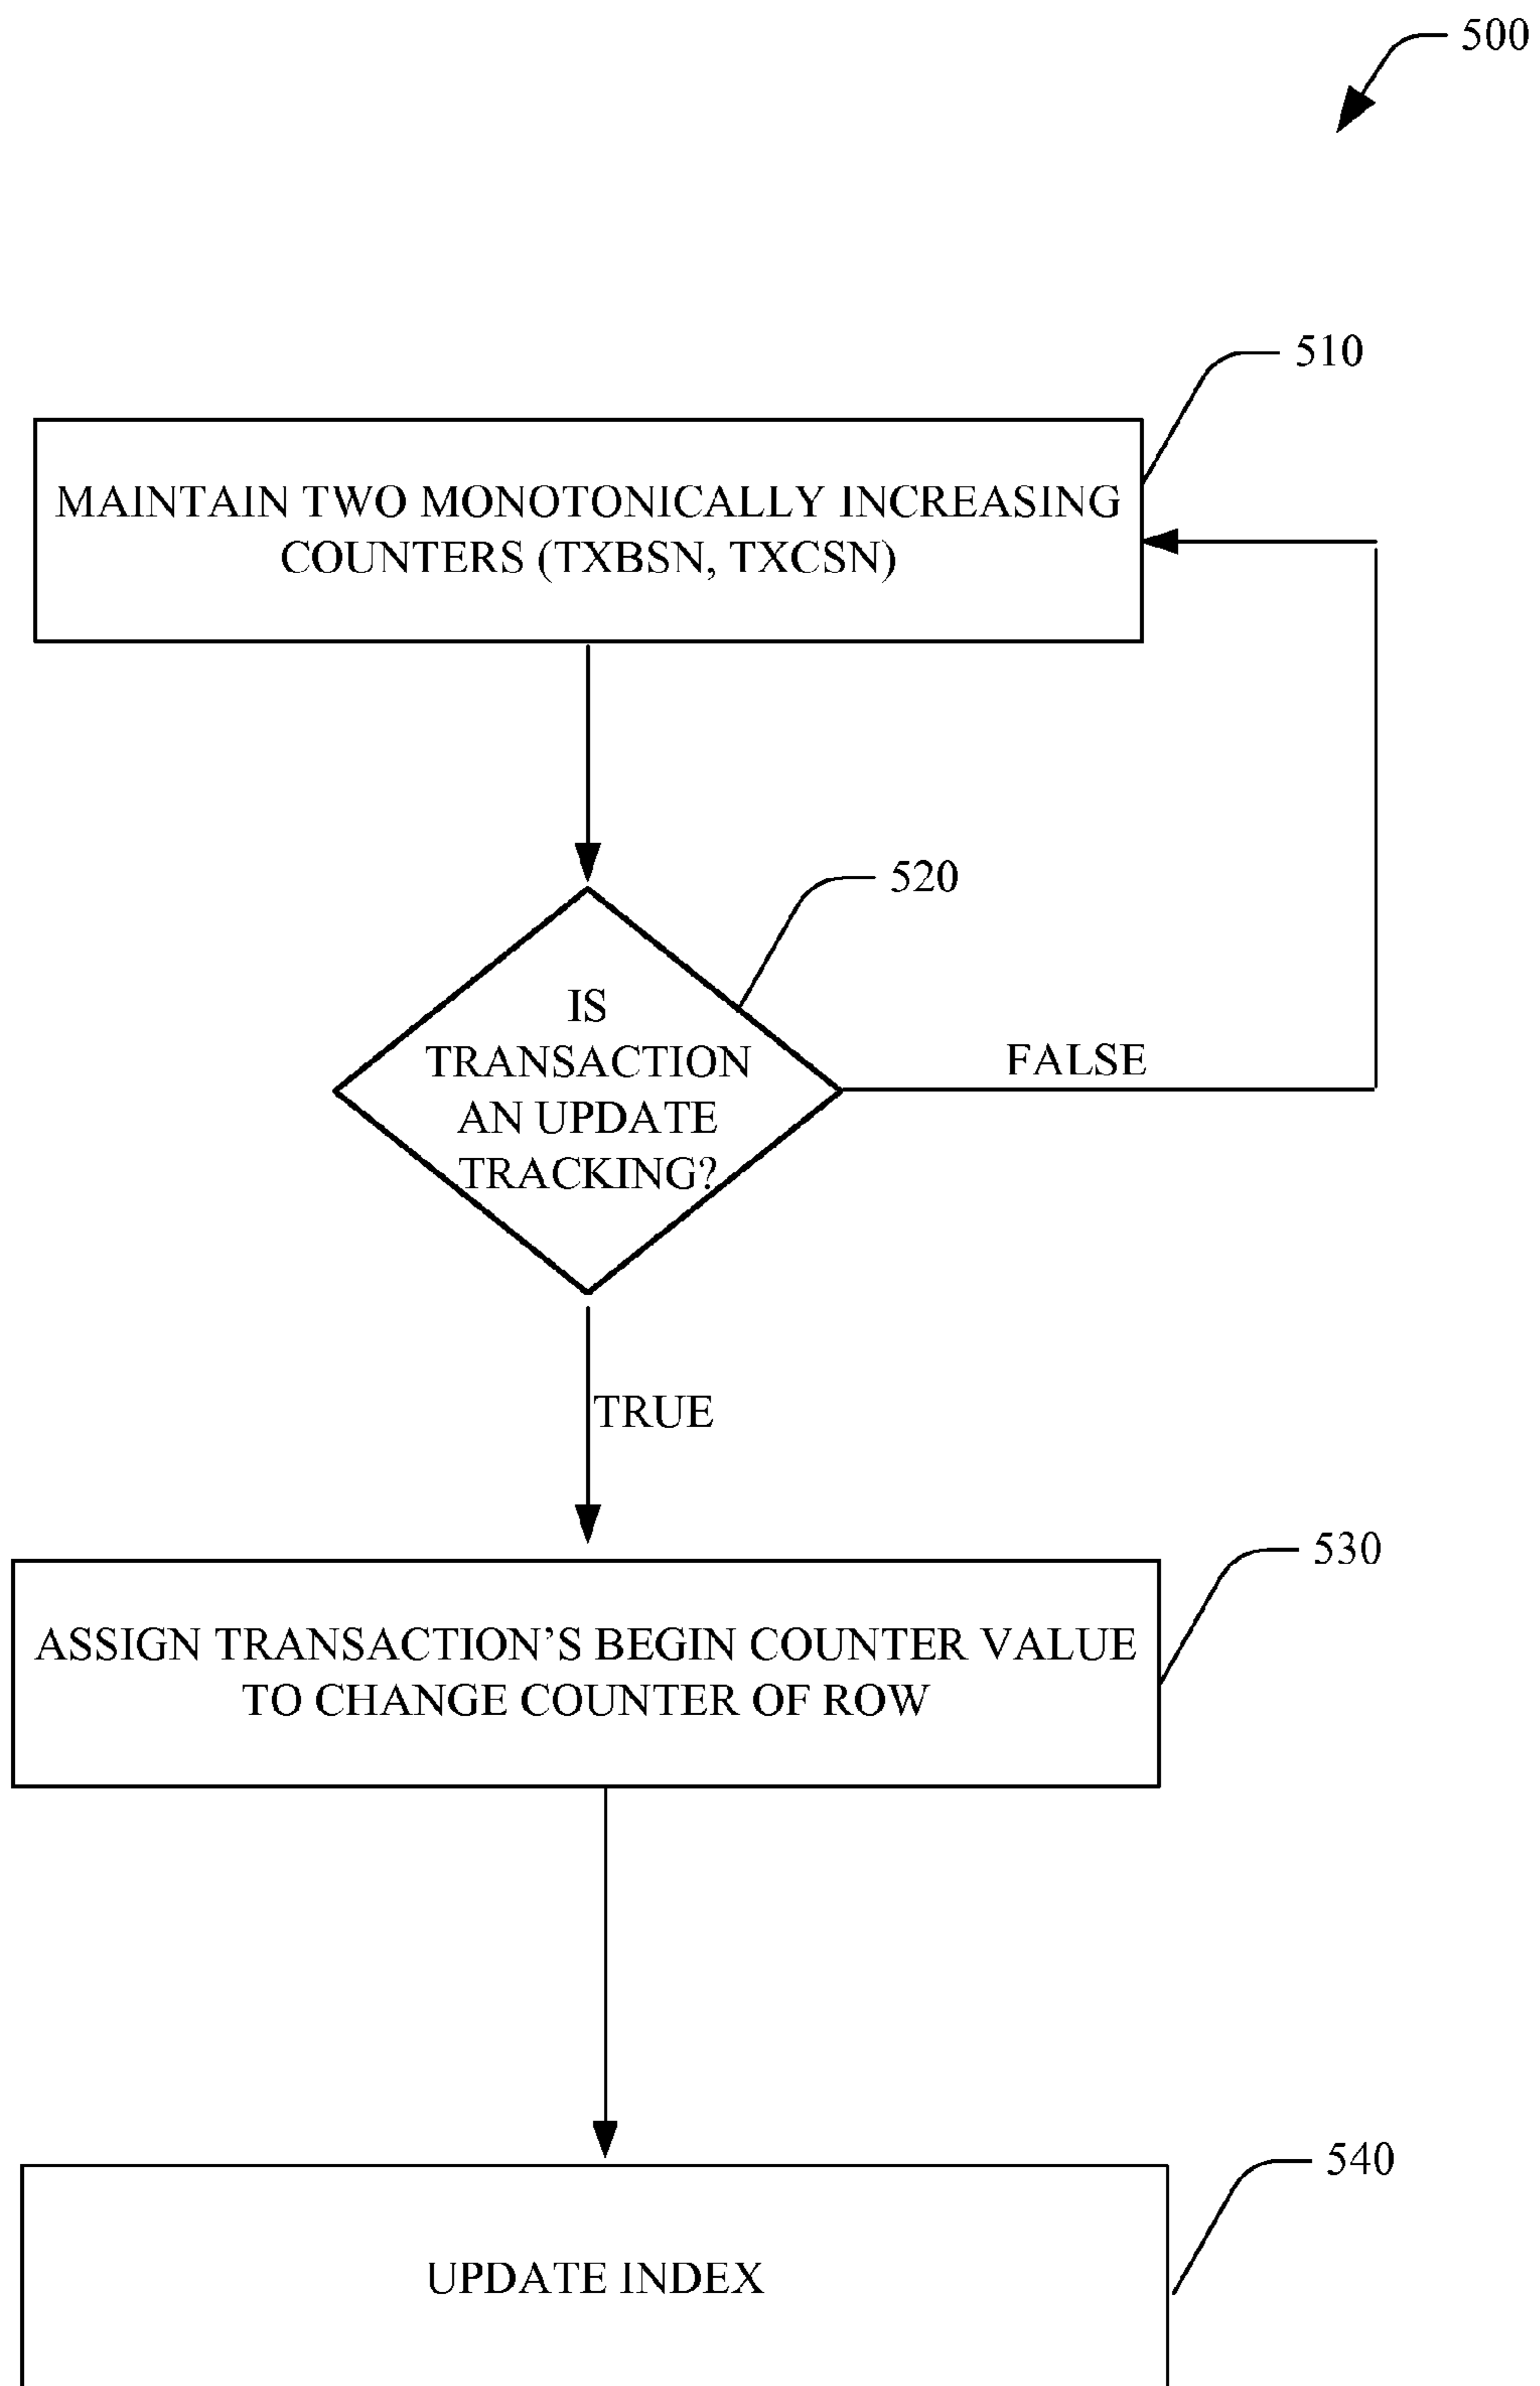 500
510
MAINTAIN TWO MONOTONICALLY INCREASING
COUNTERS (TXBSN, TXCSN)
520
IS
TRANSACTION
AN UPDATE
TRACKING?
FALSE
TRUE
530
ASSIGN TRANSACTION’S BEGIN COUNTER VALUE
TO CHANGE COUNTER OF ROW
540
UPDATE INDEX